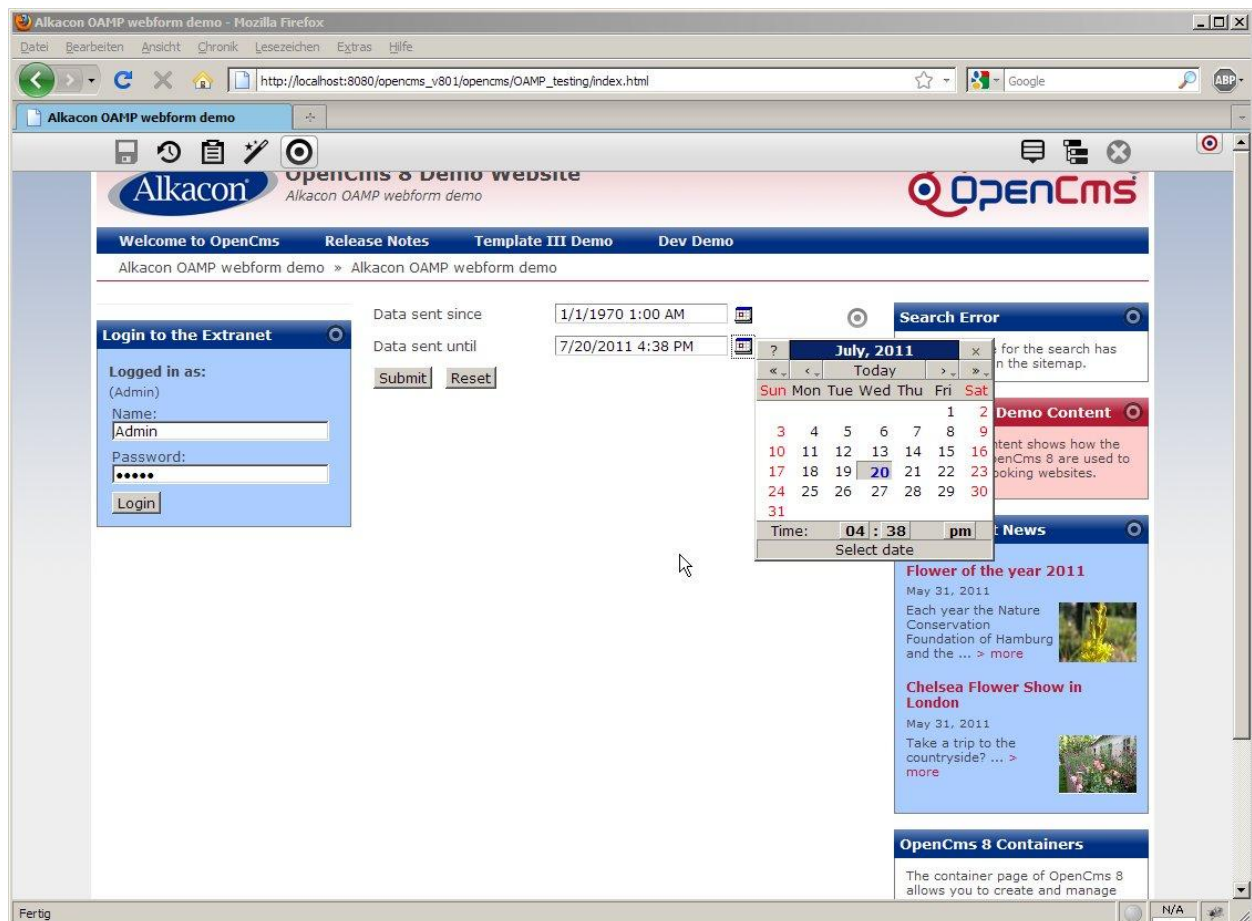 Alkacon OAMP webform demo - Mozilla Firefox
Datei Bearbeiten Ansicht Chronik Lesezeichen Extras Hilfe
http://localhost:8080/opencms_v801/opencms/OAMP_testing/index.html
Google
ABP
Alkacon OAMP webform demo
Alkacon
OpenCms 8 Demo Website
Alkacon OAMP webform demo
OpenCms
Welcome to OpenCms Release Notes Template III Demo Dev Demo
Alkacon OAMP webform demo » Alkacon OAMP webform demo
Login to the Extranet
Logged in as:
(Admin)
Name:
Admin
Password:
•••••
Login
Data sent since 1/1/1970 1:00 AM
Data sent until 7/20/2011 4:38 PM
Submit Reset
? July, 2011 ×
« ‹ Today › »
Sun Mon Tue Wed Thu Fri Sat
1 2
3 4 5 6 7 8 9
10 11 12 13 14 15 16
17 18 19 20 21 22 23
24 25 26 27 28 29 30
31
Time: 04 : 38 pm
Select date
Search Error
for the search has
in the sitemap.
Demo Content
shows how the
OpenCms 8 are used to
websites.
News
Flower of the year 2011
May 31, 2011
Each year the Nature
Conservation
Foundation of Hamburg
and the ... > more
Chelsea Flower Show in
London
May 31, 2011
Take a trip to the
countryside? ... >
more
OpenCms 8 Containers
The container page of OpenCms 8
allows you to create and manage
Fertig
N/A